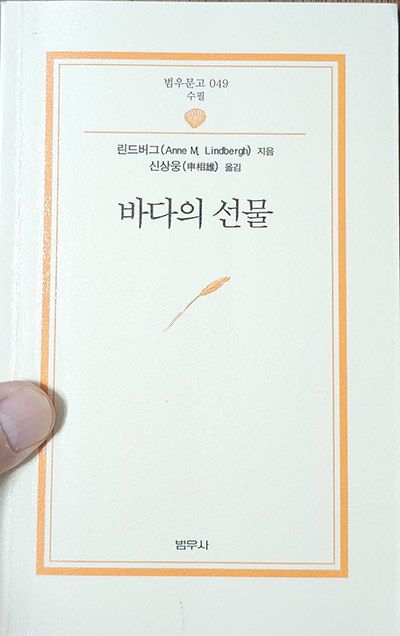 범우문고 049
수필
린드버그(Anne M. Lindbergh) 지음
신상웅(申相雄) 옮김
바다의 선물
범우사